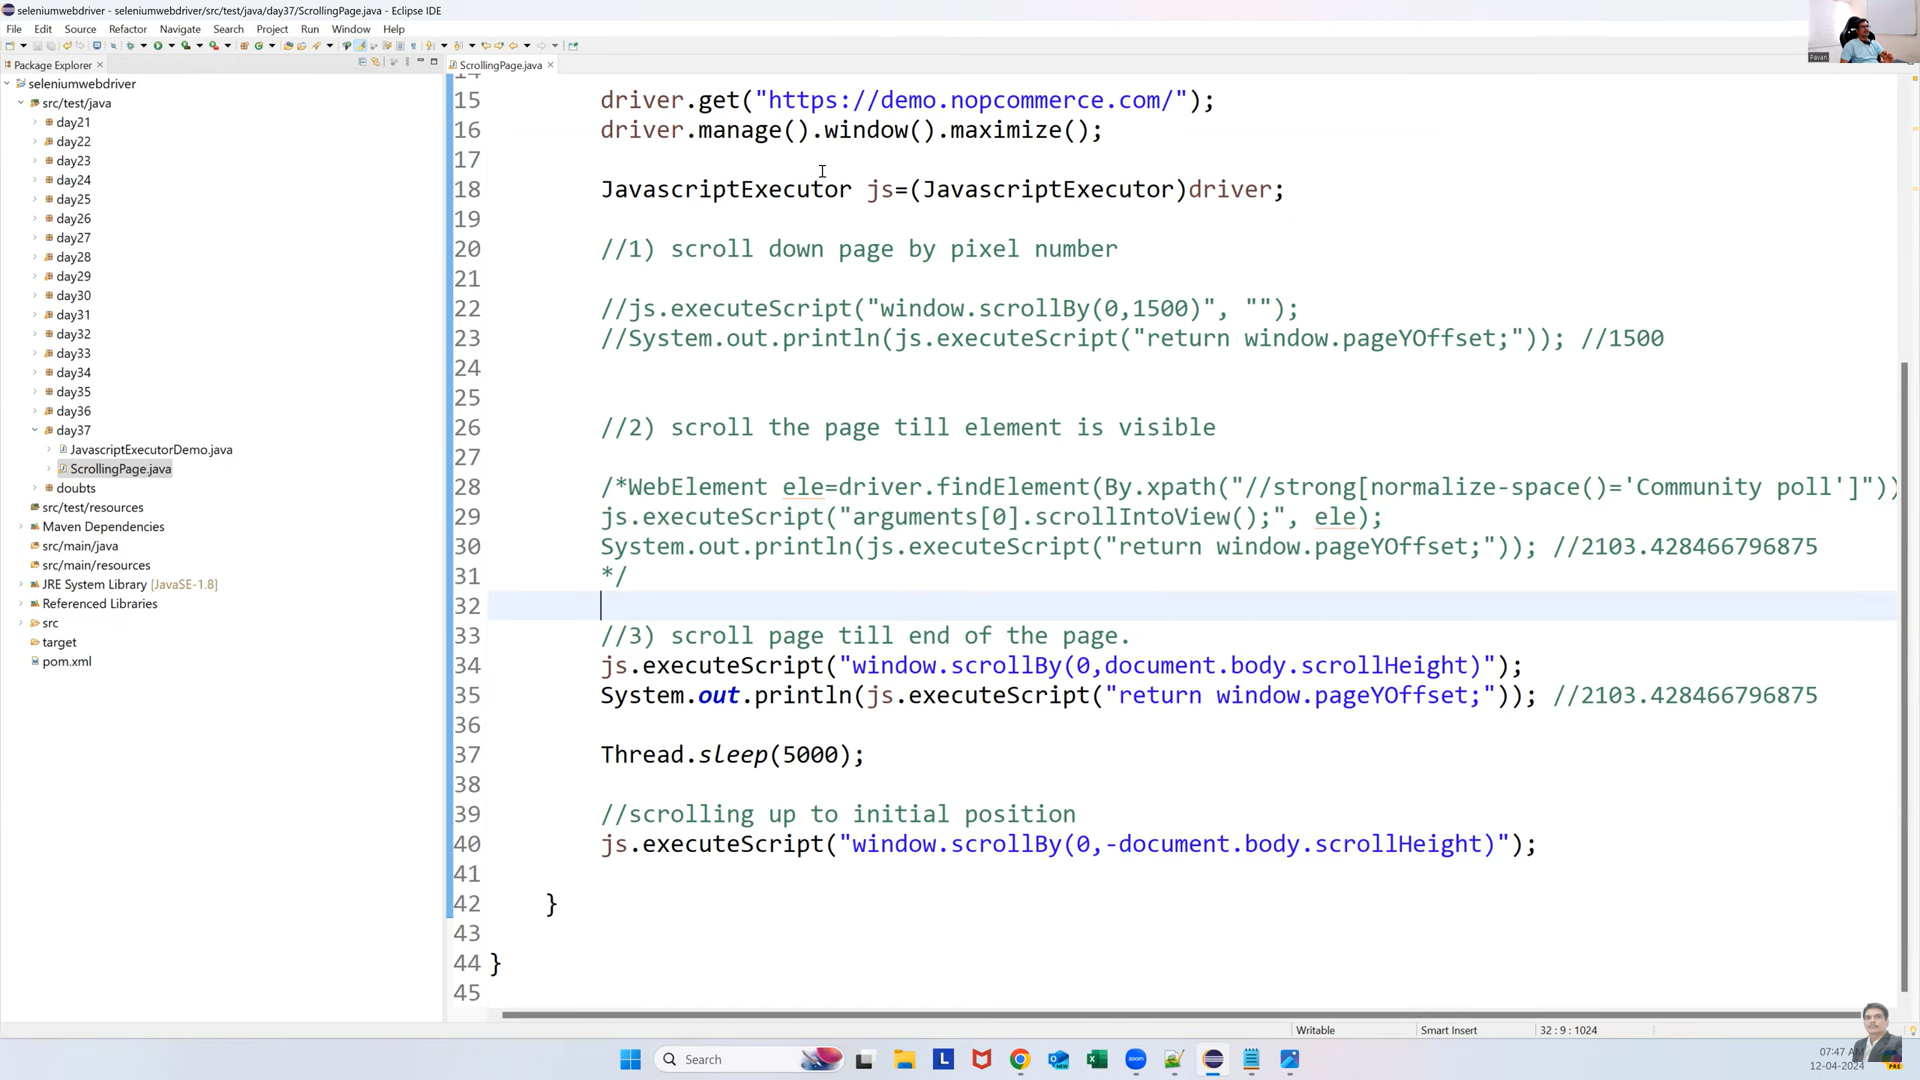 seleniumwebdriver - seleniumwebdriver/src/test/java/day37/ScrollingPage.java - Eclipse IDE
File Edit Source Refactor Navigate Search Project Run Window Help
Package Explorer
seleniumwebdriver
src/test/java
day21
day22
day23
day24
day25
day26
day27
day28
day29
day30
day31
day32
day33
day34
day35
day36
day37
JavascriptExecutorDemo.java
ScrollingPage.java
doubts
src/test/resources
Maven Dependencies
src/main/java
src/main/resources
JRE System Library [JavaSE-1.8]
Referenced Libraries
src
target
pom.xml
ScrollingPage.java
14
15 driver.get("https://demo.nopcommerce.com/");
16 driver.manage().window().maximize();
17
18 JavascriptExecutor js=(JavascriptExecutor)driver;
19
20 //1) scroll down page by pixel number
21
22 //js.executeScript("window.scrollBy(0,1500)", "");
23 //System.out.println(js.executeScript("return window.pageYOffset;")); //1500
24
25
26 //2) scroll the page till element is visible
27
28 /*WebElement ele=driver.findElement(By.xpath("//strong[normalize-space()='Community poll']"))
29 js.executeScript("arguments[0].scrollIntoView();", ele);
30 System.out.println(js.executeScript("return window.pageYOffset;")); //2103.428466796875
31 */
32
33 //3) scroll page till end of the page.
34 js.executeScript("window.scrollBy(0,document.body.scrollHeight)");
35 System.out.println(js.executeScript("return window.pageYOffset;")); //2103.428466796875
36
37 Thread.sleep(5000);
38
39 //scrolling up to initial position
40 js.executeScript("window.scrollBy(0,-document.body.scrollHeight)");
41
42 }
43
44 }
45
Pavan
Writable Smart Insert 32 : 9 : 1024
Search
07:47 AM
12-04-2024
PRE